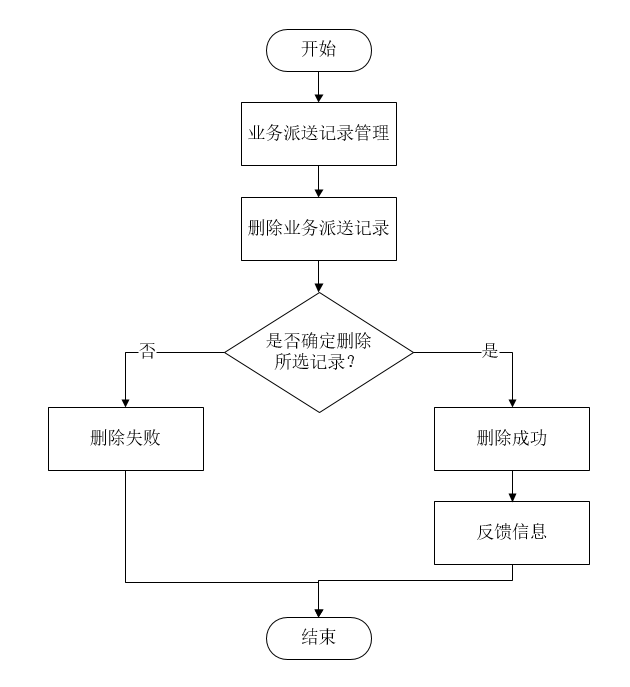 开始
业务派送记录管理
删除业务派送记录
是否确定删除
所选记录?
否
是
删除失败
删除成功
反馈信息
结束